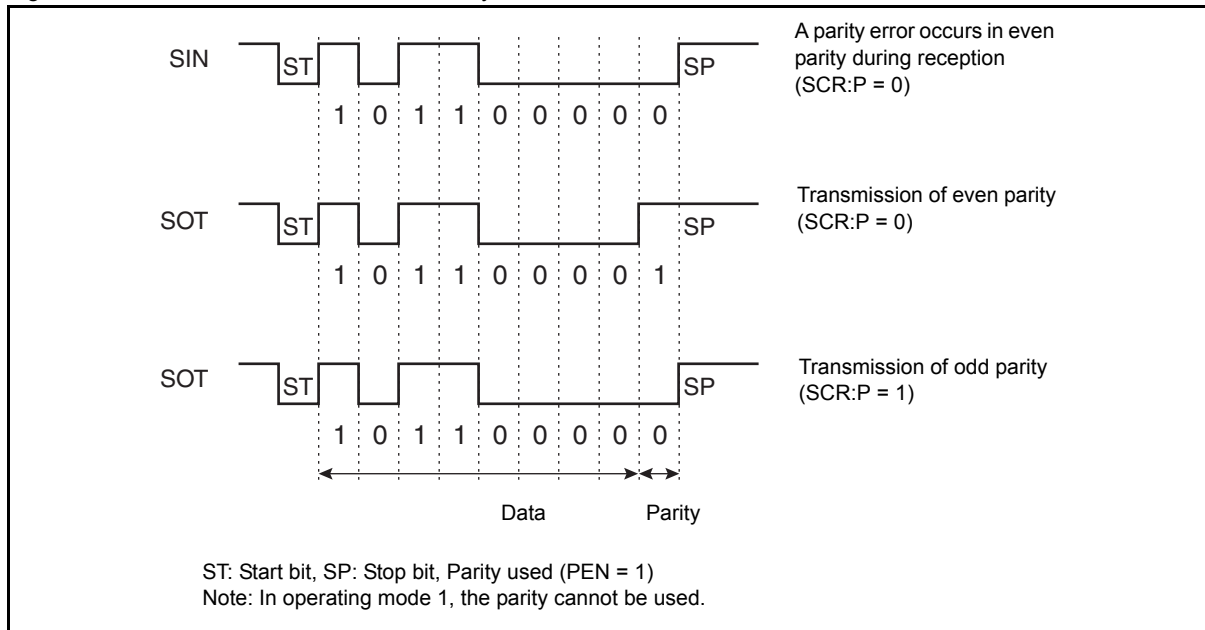 SIN
ST
SP
A parity error occurs in even
parity during reception
(SCR:P = 0)
1 0 1 1 0 0 0 0 0
SOT
ST
SP
Transmission of even parity
(SCR:P = 0)
1 0 1 1 0 0 0 0 1
SOT
ST
SP
Transmission of odd parity
(SCR:P = 1)
1 0 1 1 0 0 0 0 0
Data
Parity
ST: Start bit, SP: Stop bit, Parity used (PEN = 1)
Note: In operating mode 1, the parity cannot be used.